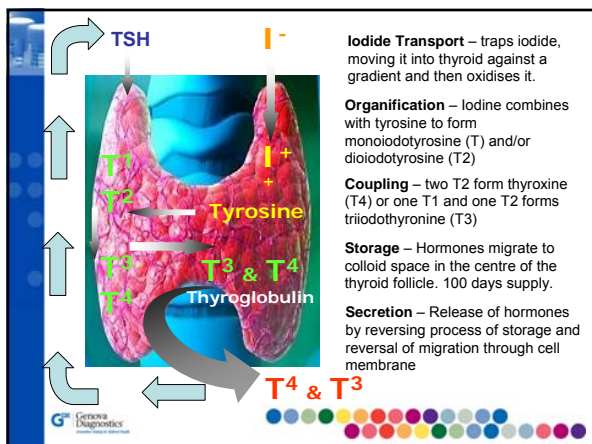 TSH
I -
I +
+
T1
T2
Tyrosine
T3
T4
T3 & T4
Thyroglobulin
T4 & T3
Iodide Transport – traps iodide,
moving it into thyroid against a
gradient and then oxidises it.
Organification – Iodine combines
with tyrosine to form
monoiodotyrosine (T) and/or
dioiodotyrosine (T2)
Coupling – two T2 form thyroxine
(T4) or one T1 and one T2 forms
triiodothyronine (T3)
Storage – Hormones migrate to
colloid space in the centre of the
thyroid follicle. 100 days supply.
Secretion – Release of hormones
by reversing process of storage and
reversal of migration through cell
membrane
Genova
Diagnostics